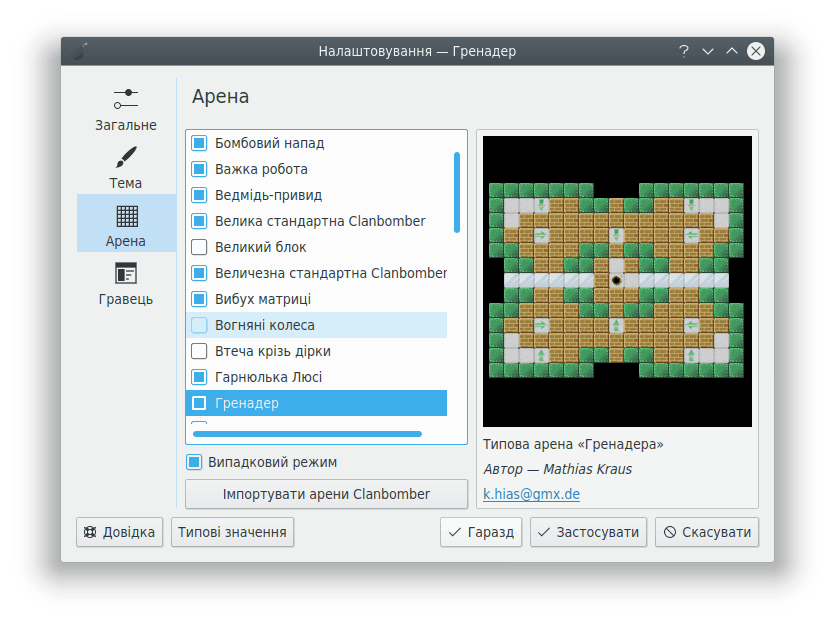 Налаштовування — Гренадер
?
Загальне
Тема
Арена
Гравець
Арена
Бомбовий напад
Важка робота
Ведмідь-привид
Велика стандартна Clanbomber
Великий блок
Величезна стандартна Clanbomber
Вибух матриці
Вогняні колеса
Втеча крізь дірки
Гарнюлька Люсі
Гренадер
Випадковий режим
Імпортувати арени Clanbomber
Типова арена «Гренадера»
Автор — Mathias Kraus
k.hias@gmx.de
Довідка
Типові значення
Гаразд
Застосувати
Скасувати